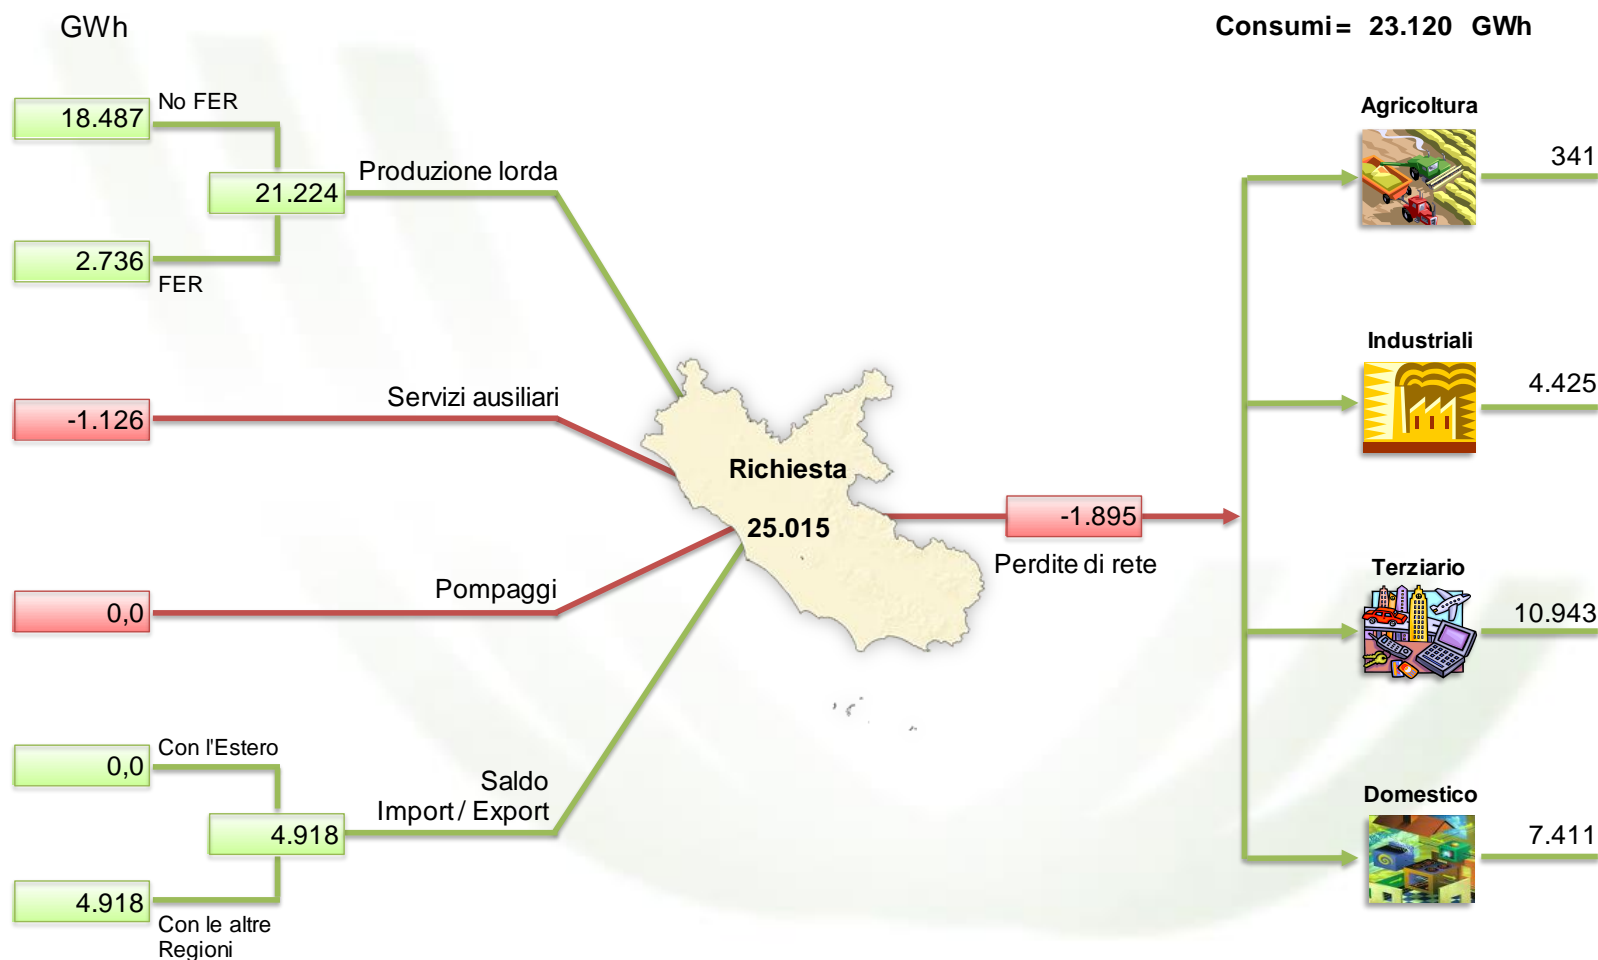 GWh
Consumi= 23.120 GWh
No FER
18.487
Produzione lorda
21.224
2.736
FER
Servizi ausiliari
-1.126
Pompaggi
0,0
Con l'Estero
0,0
Saldo
Import / Export
4.918
4.918
Con le altre
Regioni
Richiesta
25.015
-1.895
Perdite di rete
Agricoltura
341
Industriali
4.425
Terziario
10.943
Domestico
7.411